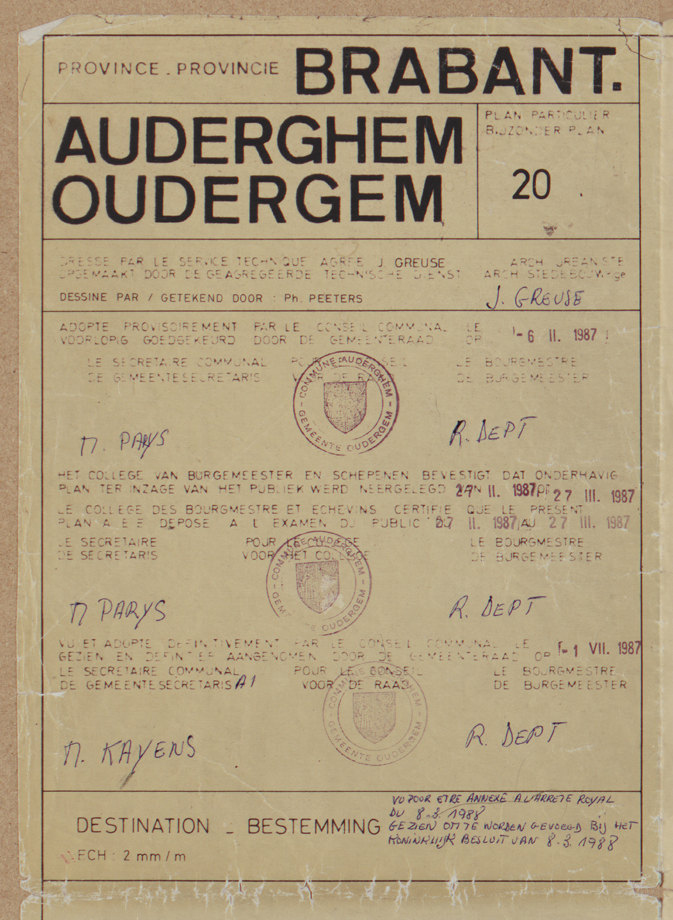 PROVINCE - PROVINCIE BRABANT.
AUDERGHEM
OUDERGEM
PLAN PARTICULIER
BIJZONDER PLAN
20
DRESSE PAR LE SERVICE TECHNIQUE AGREE J. GREUSE ARCH URBANISTE
OPGEMAAKT DOOR DE GEAGREGEERDE TECHNISCHE DIENST ARCH STEDEBOUWKGE
DESSINE PAR / GETEKEND DOOR : Ph. PEETERS
J. GREUSE
ADOPTE PROVISOIREMENT PAR LE CONSEIL COMMUNAL LE
VOORLOPIG GOEDGEKEURD DOOR DE GEMEENTERAAD OP -6 II. 1987
LE SECRETAIRE COMMUNAL POUR LE CONSEIL LE BOURGMESTRE
DE GEMEENTESECRETARIS DE RAAD DE BURGEMEESTER
COMMUNE AUDERGHEM
GEMEENTE OUDERGEM
M. PARYS R. DEPT
HET COLLEGE VAN BURGEMEESTER EN SCHEPENEN BEVESTIGT DAT ONDERHAVIG
PLAN TER INZAGE VAN HET PUBLIEK WERD NEERGELEGD 27 II. 1987 OP 27 III. 1987
LE COLLEGE DES BOURGMESTRE ET ECHEVINS CERTIFIE QUE LE PRESENT
PLAN A ETE DEPOSE A L EXAMEN DU PUBLIC 27 II. 1987 AU 27 III. 1987
LE SECRETAIRE POUR LE COLLEGE LE BOURGMESTRE
DE SECRETARIS VOOR HET COLLEGE DE BURGEMEESTER
COMMUNE AUDERGHEM
GEMEENTE OUDERGEM
M PARYS R. DEPT
VU ET ADOPTE DEFINITIVEMENT PAR LE CONSEIL COMMUNAL LE
GEZIEN EN DEFINITIEF AANGENOMEN DOOR DE GEMEENTERAAD OP -1 VII. 1987
LE SECRETAIRE COMMUNAL POUR LE CONSEIL LE BOURGMESTRE
DE GEMEENTESECRETARIS AI VOOR DE RAAD DE BURGEMEESTER
COMMUNE AUDERGHEM
GEMEENTE OUDERGEM
M. KAYENS R. DEPT
DESTINATION - BESTEMMING
ECH : 2 mm / m
VU POUR ETRE ANNEXE A L'ARRETE ROYAL
DU 8.3.1988
GEZIEN OM TE WORDEN GEVOEGD BIJ HET
KONINKLIJK BESLUIT VAN 8.3.1988